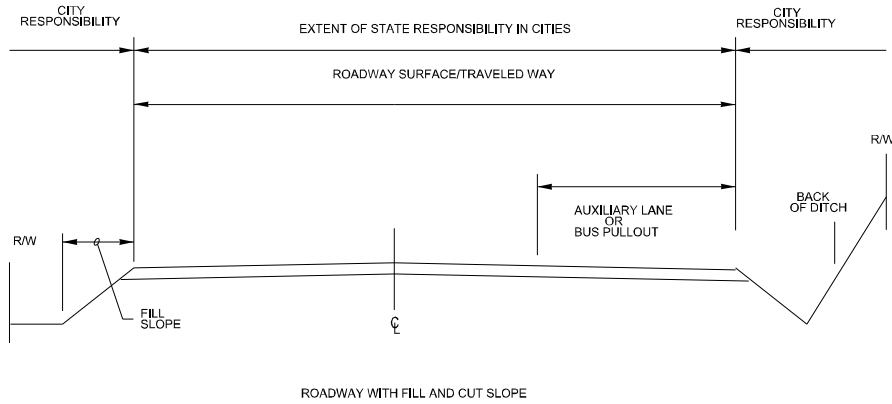 CITY
RESPONSIBILITY
EXTENT OF STATE RESPONSIBILITY IN CITIES
CITY
RESPONSIBILITY
ROADWAY SURFACE/TRAVELED WAY
R/W
AUXILIARY LANE
OR
BUS PULLOUT
BACK
OF DITCH
R/W
FILL
SLOPE
CL
ROADWAY WITH FILL AND CUT SLOPE